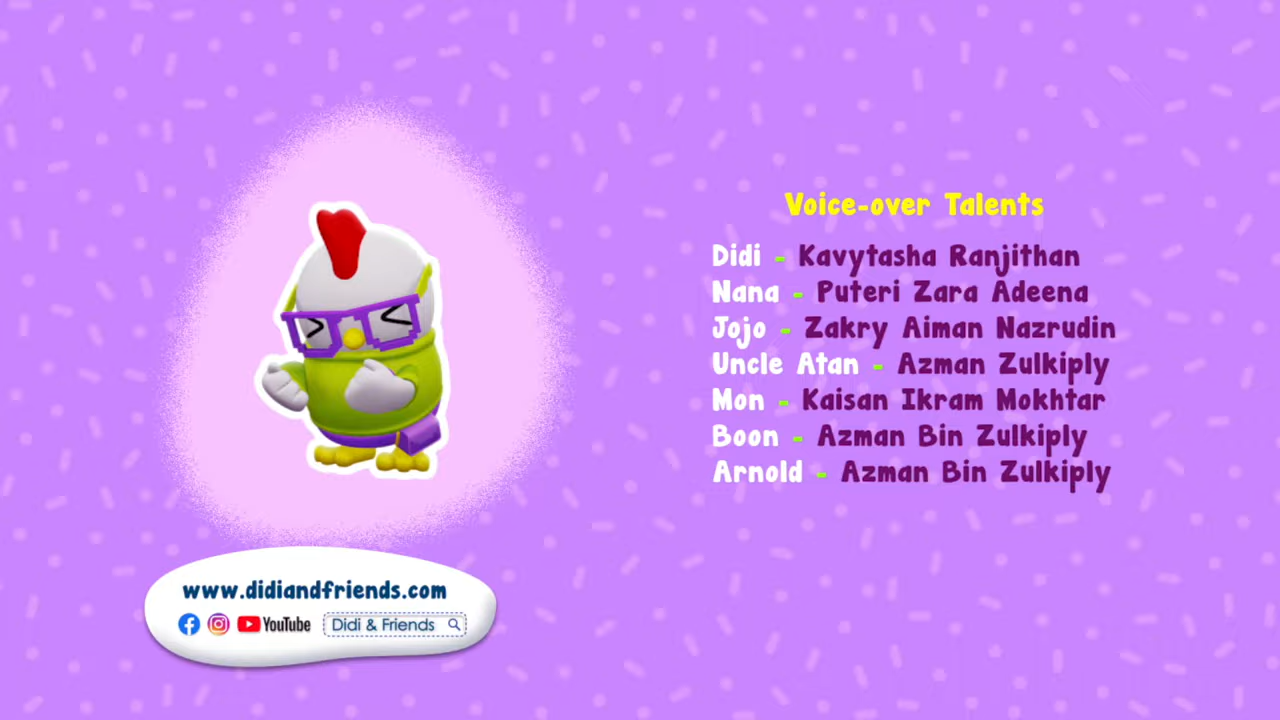 Voice-over Talents
Didi - Kavytasha Ranjithan
Nana - Puteri Zara Adeena
Jojo - Zakry Aiman Nazrudin
Uncle Atan - Azman Zulkiply
Mon - Kaisan Ikram Mokhtar
Boon - Azman Bin Zulkiply
Arnold - Azman Bin Zulkiply
www.didiandfriends.com
YouTube Didi & Friends